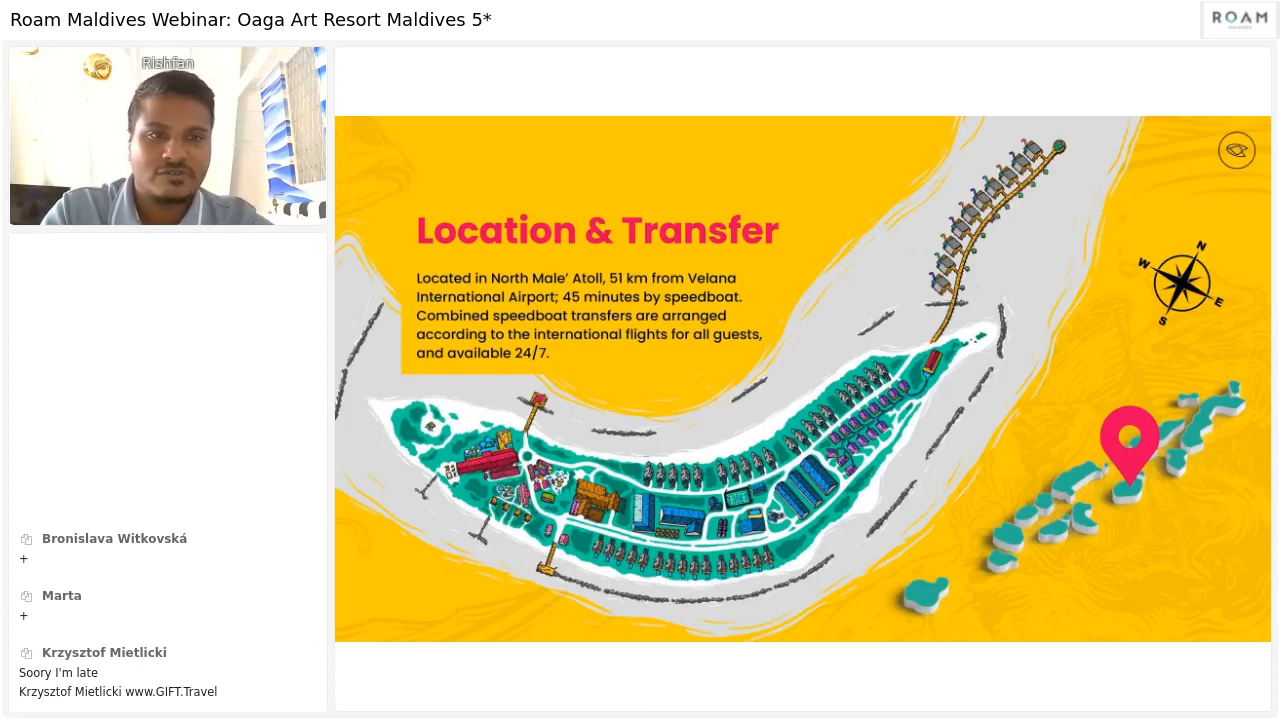 Roam Maldives Webinar: Oaga Art Resort Maldives 5*
ROAM
Rishfan
Location & Transfer
Located in North Male’ Atoll, 51 km from Velana
International Airport; 45 minutes by speedboat.
Combined speedboat transfers are arranged
according to the international flights for all guests,
and available 24/7.
N
W
E
S
Bronislava Witkovská
+
Marta
+
Krzysztof Mietlicki
Soory I'm late
Krzysztof Mietlicki www.GIFT.Travel